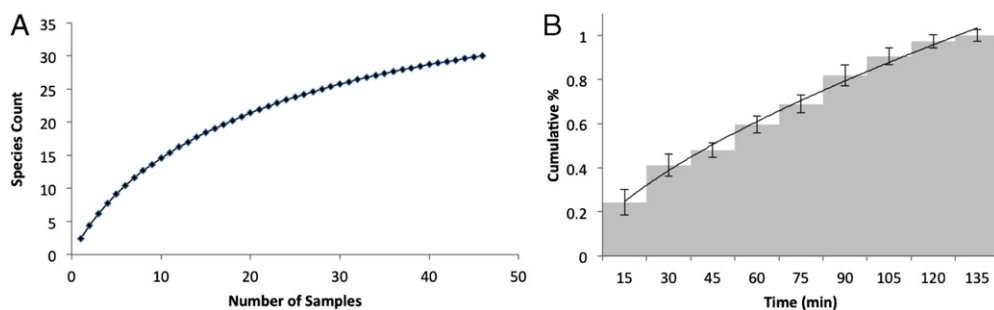 A
Species Count
35
30
25
20
15
10
5
0
0 10 20 30 40 50
Number of Samples
B
Cumulative %
1
0.8
0.6
0.4
0.2
0
15 30 45 60 75 90 105 120 135
Time (min)